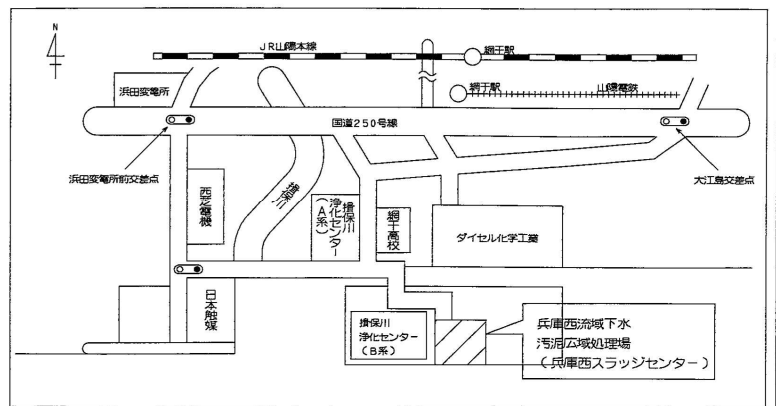 N
JR山陽本線
網干駅
浜田変電所
網干駅
山陽電鉄
国道250号線
浜田変電所前交差点
大江島交差点
西芝電機
揖保川
揖保川
浄化センター
(A系)
網干高校
ダイセル化学工業
日本触媒
揖保川
浄化センター
(B系)
兵庫西流域下水
汚泥広域処理場
(兵庫西スラッジセンター)